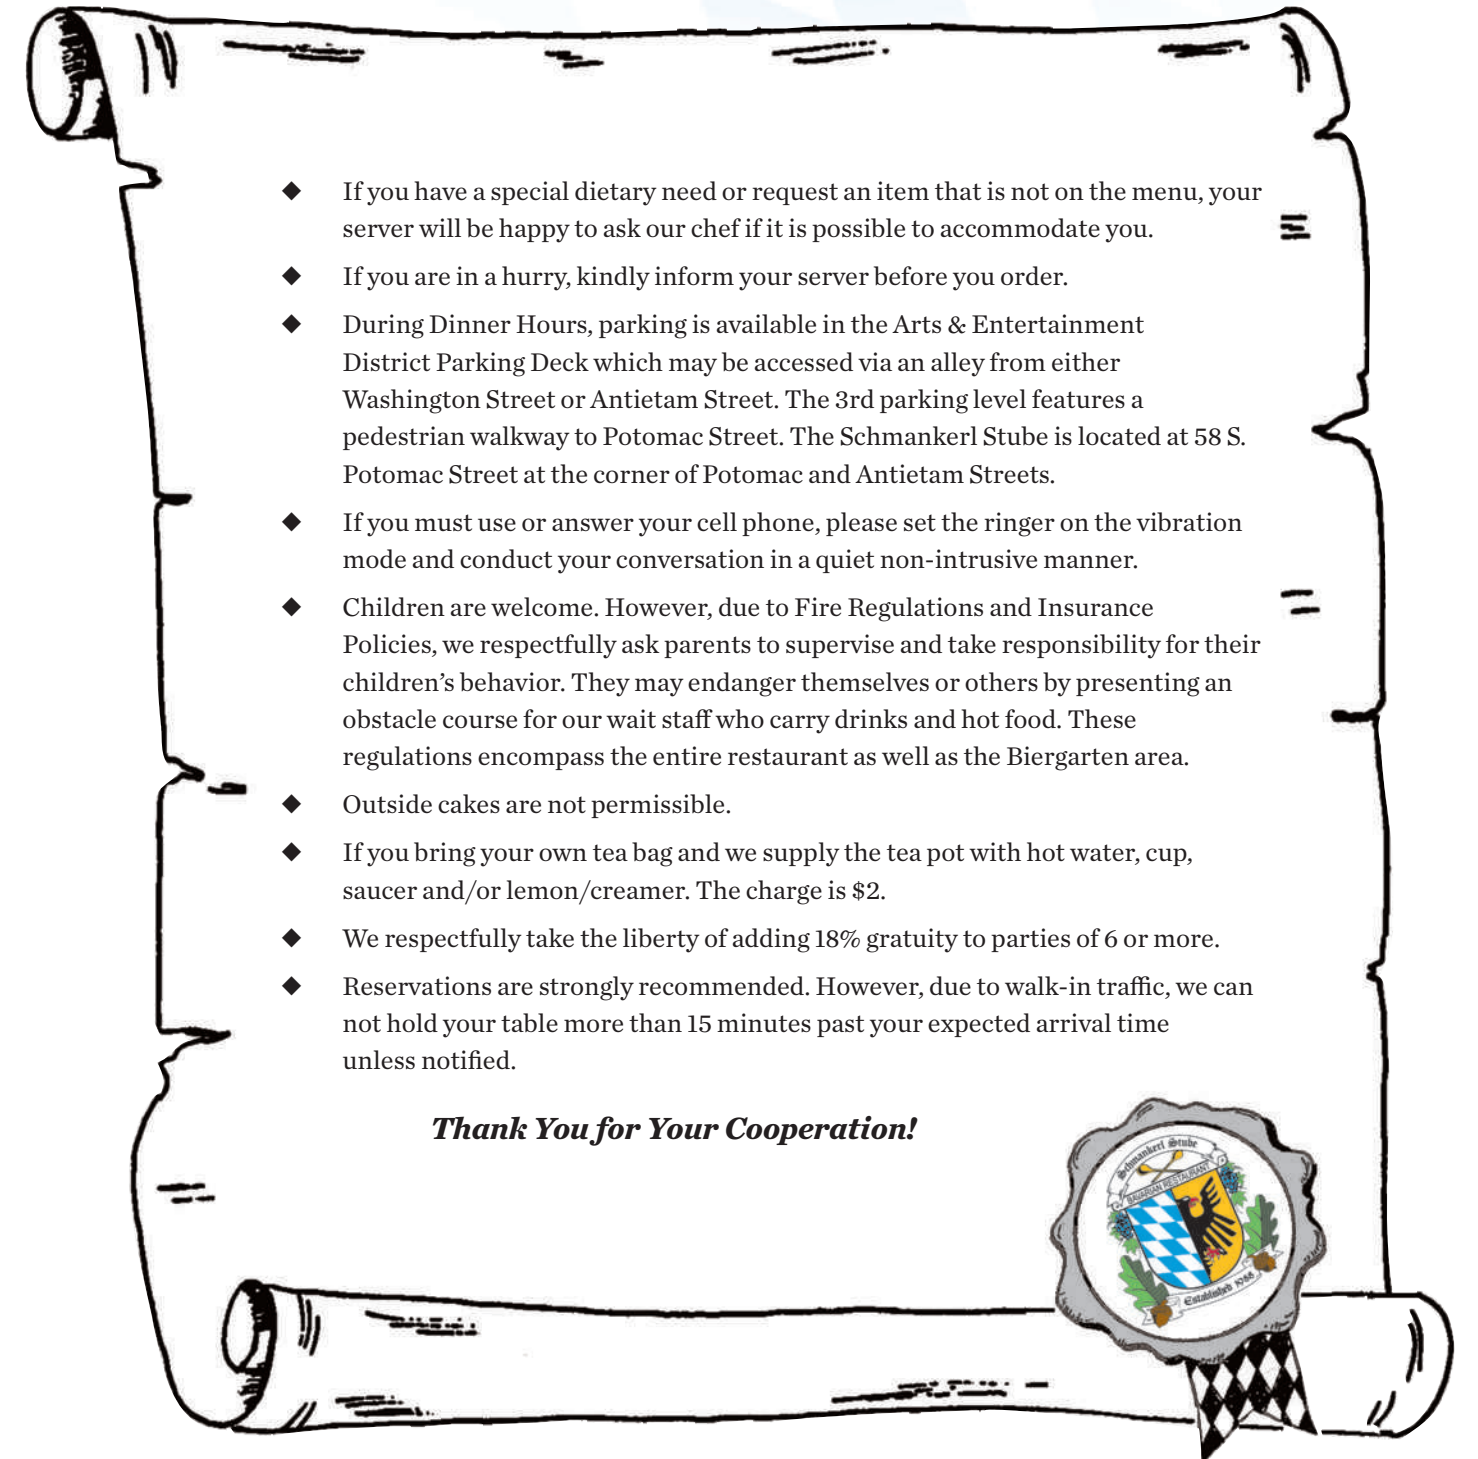 ◆ If you have a special dietary need or request an item that is not on the menu, your
server will be happy to ask our chef if it is possible to accommodate you.
◆ If you are in a hurry, kindly inform your server before you order.
◆ During Dinner Hours, parking is available in the Arts & Entertainment
District Parking Deck which may be accessed via an alley from either
Washington Street or Antietam Street. The 3rd parking level features a
pedestrian walkway to Potomac Street. The Schmankerl Stube is located at 58 S.
Potomac Street at the corner of Potomac and Antietam Streets.
◆ If you must use or answer your cell phone, please set the ringer on the vibration
mode and conduct your conversation in a quiet non-intrusive manner.
◆ Children are welcome. However, due to Fire Regulations and Insurance
Policies, we respectfully ask parents to supervise and take responsibility for their
children’s behavior. They may endanger themselves or others by presenting an
obstacle course for our wait staff who carry drinks and hot food. These
regulations encompass the entire restaurant as well as the Biergarten area.
◆ Outside cakes are not permissible.
◆ If you bring your own tea bag and we supply the tea pot with hot water, cup,
saucer and/or lemon/creamer. The charge is $2.
◆ We respectfully take the liberty of adding 18% gratuity to parties of 6 or more.
◆ Reservations are strongly recommended. However, due to walk-in traffic, we can
not hold your table more than 15 minutes past your expected arrival time
unless notified.
Thank You for Your Cooperation!
Schmankerl Stube
BAVARIAN RESTAURANT
Established 1988